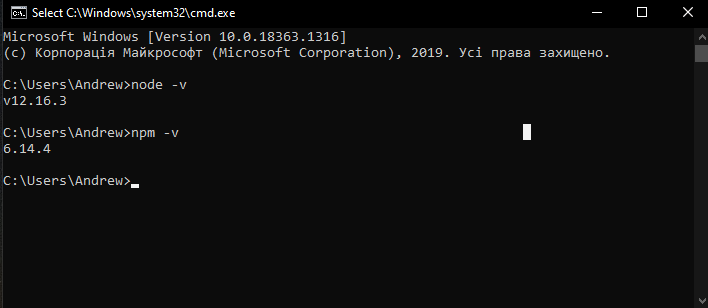 Select C:\Windows\system32\cmd.exe
Microsoft Windows [Version 10.0.18363.1316]
(c) Корпорація Майкрософт (Microsoft Corporation), 2019. Усі права захищено.
C:\Users\Andrew>node -v
v12.16.3
C:\Users\Andrew>npm -v
6.14.4
C:\Users\Andrew>